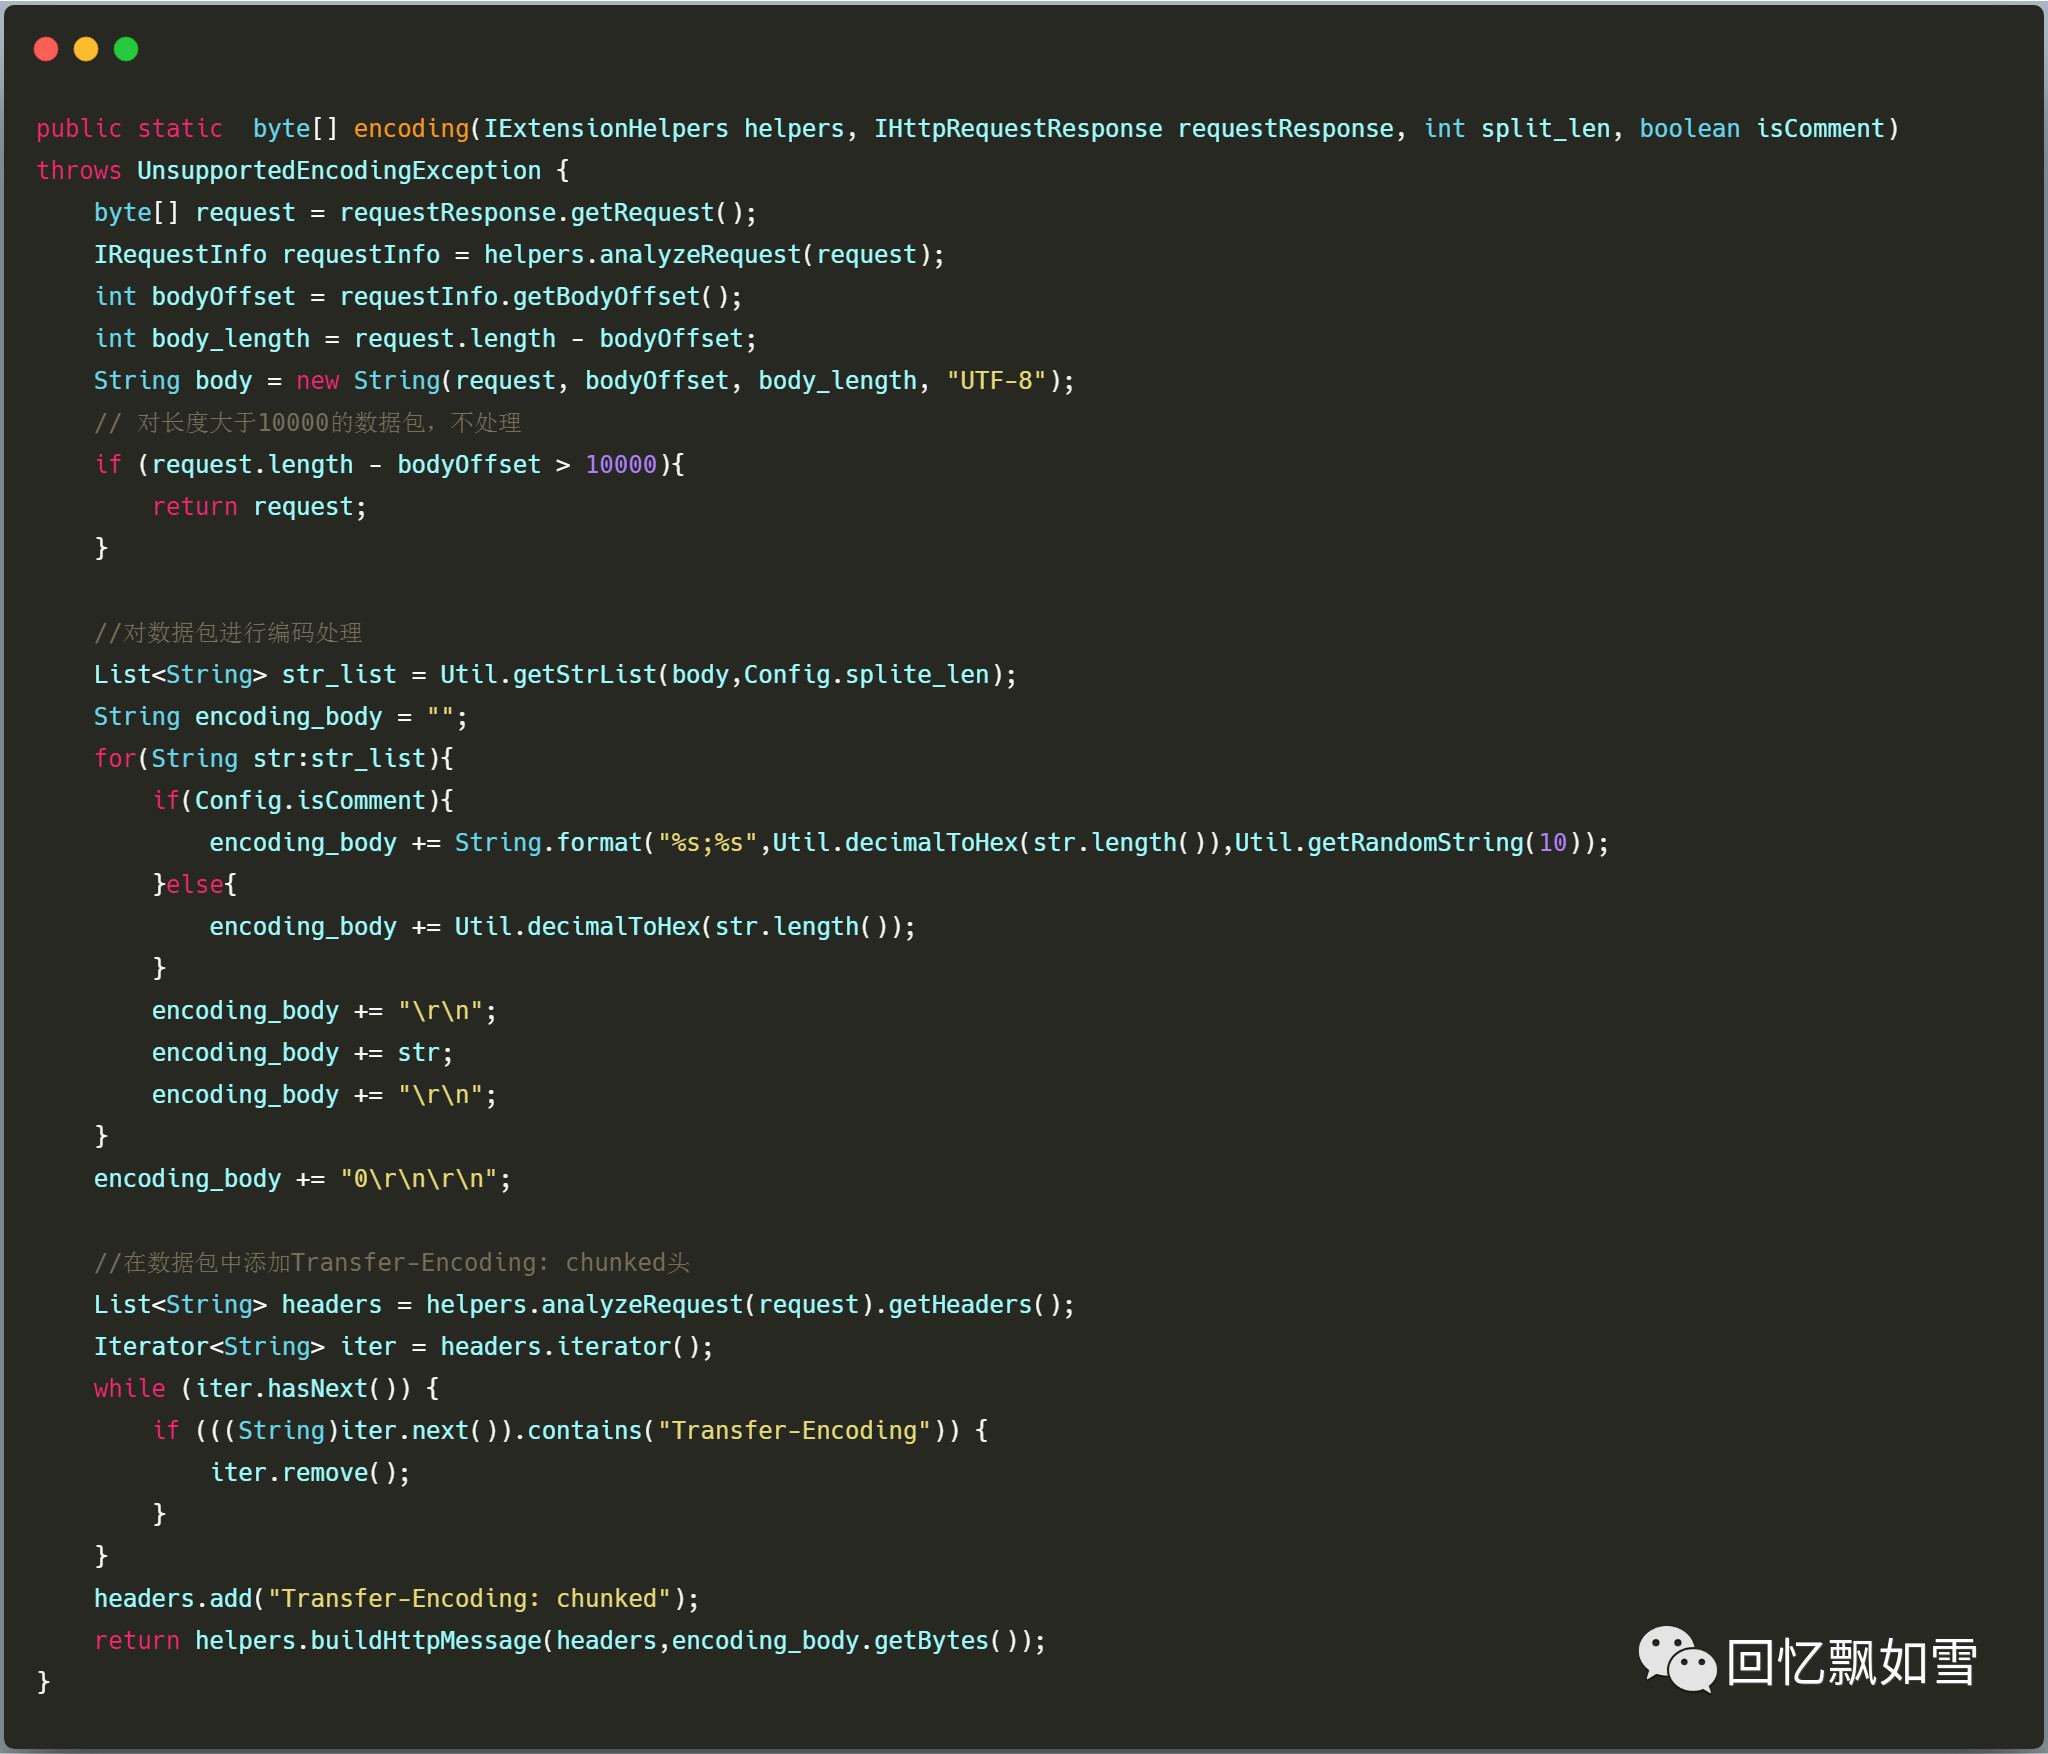 public static  byte[] encoding(IExtensionHelpers helpers, IHttpRequestResponse requestResponse, int split_len, boolean isComment)
throws UnsupportedEncodingException {
    byte[] request = requestResponse.getRequest();
    IRequestInfo requestInfo = helpers.analyzeRequest(request);
    int bodyOffset = requestInfo.getBodyOffset();
    int body_length = request.length - bodyOffset;
    String body = new String(request, bodyOffset, body_length, "UTF-8");
    // 对长度大于10000的数据包，不处理
    if (request.length - bodyOffset > 10000){
        return request;
    }
    //对数据包进行编码处理
    List<String> str_list = Util.getStrList(body,Config.splite_len);
    String encoding_body = "";
    for(String str:str_list){
        if(Config.isComment){
            encoding_body += String.format("%s;%s",Util.decimalToHex(str.length()),Util.getRandomString(10));
        }else{
            encoding_body += Util.decimalToHex(str.length());
        }
        encoding_body += "\r\n";
        encoding_body += str;
        encoding_body += "\r\n";
    }
    encoding_body += "0\r\n\r\n";
    //在数据包中添加Transfer-Encoding: chunked头
    List<String> headers = helpers.analyzeRequest(request).getHeaders();
    Iterator<String> iter = headers.iterator();
    while (iter.hasNext()) {
        if (((String)iter.next()).contains("Transfer-Encoding")) {
            iter.remove();
        }
    }
    headers.add("Transfer-Encoding: chunked");
    return helpers.buildHttpMessage(headers,encoding_body.getBytes());
}
回忆飘如雪